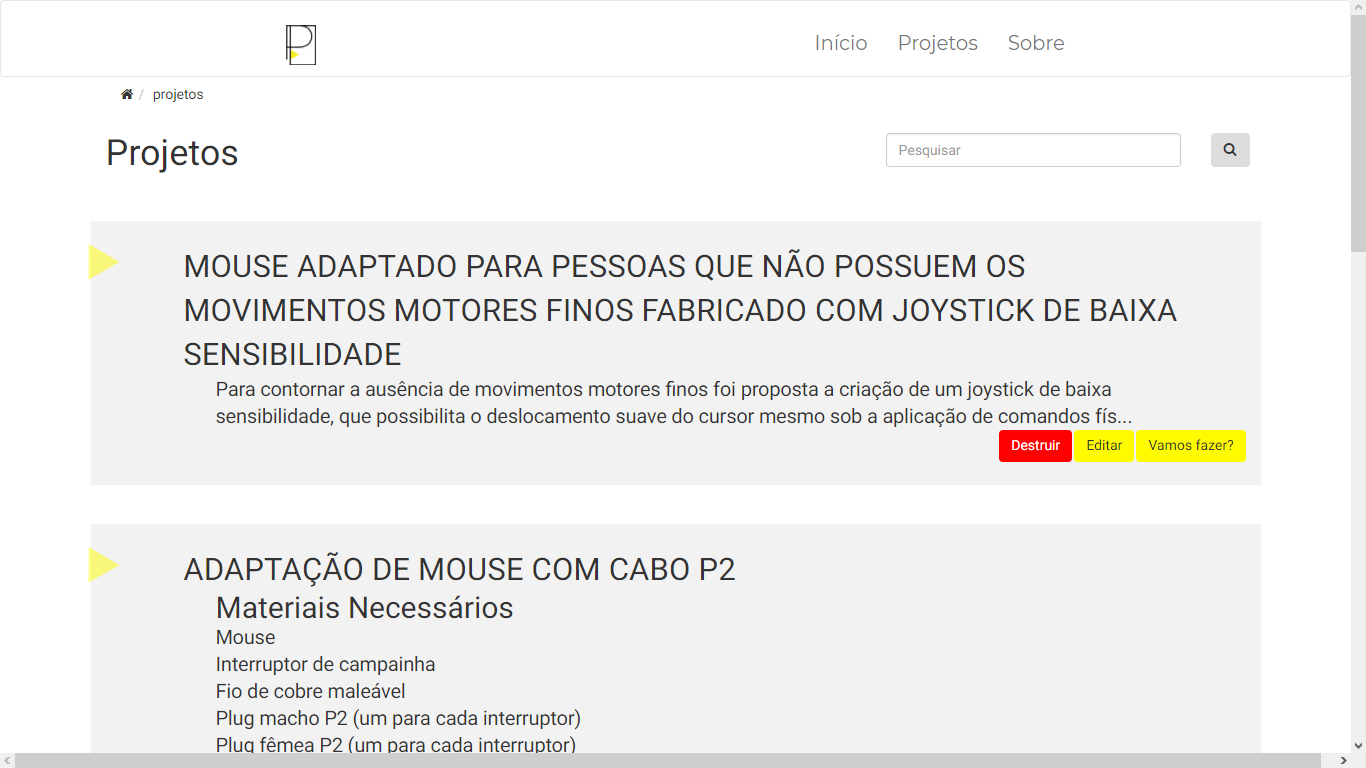 Início Projetos Sobre
/ projetos
Projetos
Pesquisar
MOUSE ADAPTADO PARA PESSOAS QUE NÃO POSSUEM OS
MOVIMENTOS MOTORES FINOS FABRICADO COM JOYSTICK DE BAIXA
SENSIBILIDADE
Para contornar a ausência de movimentos motores finos foi proposta a criação de um joystick de baixa
sensibilidade, que possibilita o deslocamento suave do cursor mesmo sob a aplicação de comandos fís...
Destruir Editar Vamos fazer?
ADAPTAÇÃO DE MOUSE COM CABO P2
Materiais Necessários
Mouse
Interruptor de campainha
Fio de cobre maleável
Plug macho P2 (um para cada interruptor)
Plug fêmea P2 (um para cada interruptor)